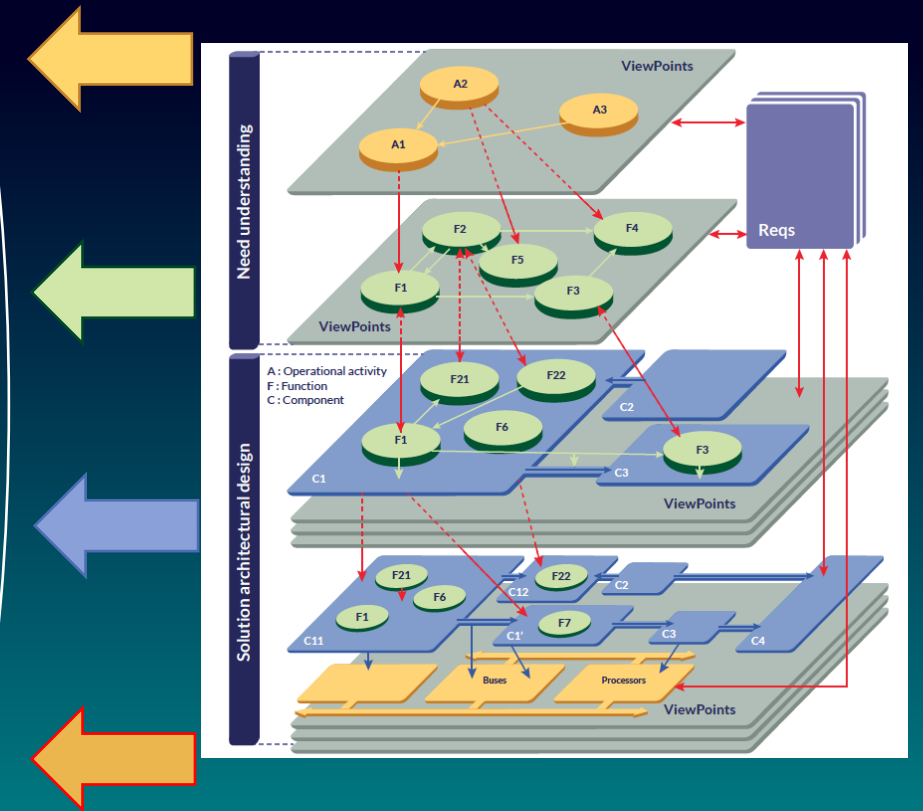 Need understanding
ViewPoints
A2
A3
A1
Reqs
F2
F4
F5
F1
F3
ViewPoints
Solution architectural design
A : Operational activity
F : Function
C : Component
F21
F22
C2
F6
F1
F3
C1
C3
ViewPoints
F21
F22
C12
C2
F6
F1
F7
C11
C1'
C3
C4
Buses
Processors
ViewPoints